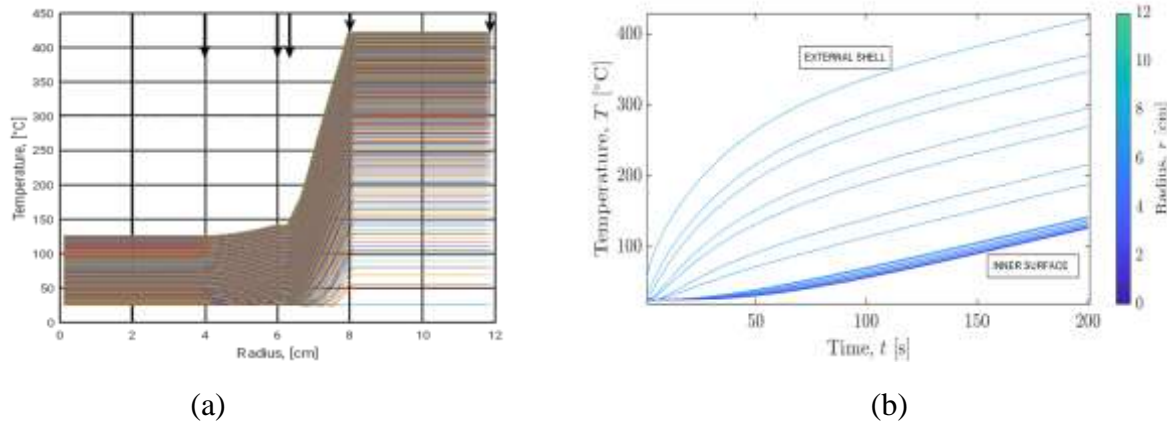 450
400
350
300
250
200
150
100
50
0
Temperature, [°C]
0 2 4 6 8 10 12
Radius, [cm]
(a)
400
300
200
100
Temperature, T [°C]
EXTERNAL SHELL
INNER SURFACE
50 100 150 200
Time, t [s]
12
10
8
6
4
2
0
Radius, r [cm]
(b)